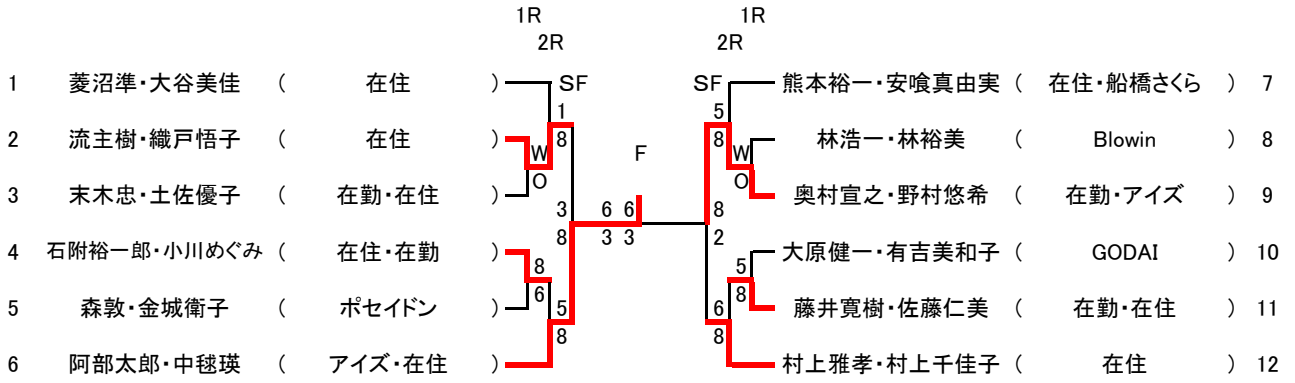 1R 1R
2R 2R
1 菱沼準・大谷美佳 ( 在住 ) SF SF 熊本裕一・安喰真由実 ( 在住・船橋さくら ) 7
1 5
2 流主樹・織戸悟子 ( 在住 ) W 8 F 8 W 林浩一・林裕美 ( Blowin ) 8
O O
3 末木忠・土佐優子 ( 在勤・在住 ) 奥村宣之・野村悠希 ( 在勤・アイズ ) 9
3 6 6 8
8 3 3 2
4 石附裕一郎・小川めぐみ ( 在住・在勤 ) 大原健一・有吉美和子 ( GODAI ) 10
8 5
6 8
5 森敦・金城衛子 ( ポセイドン ) 5 6 藤井寛樹・佐藤仁美 ( 在勤・在住 ) 11
8 8
6 阿部太郎・中毬瑛 ( アイズ・在住 ) 村上雅孝・村上千佳子 ( 在住 ) 12